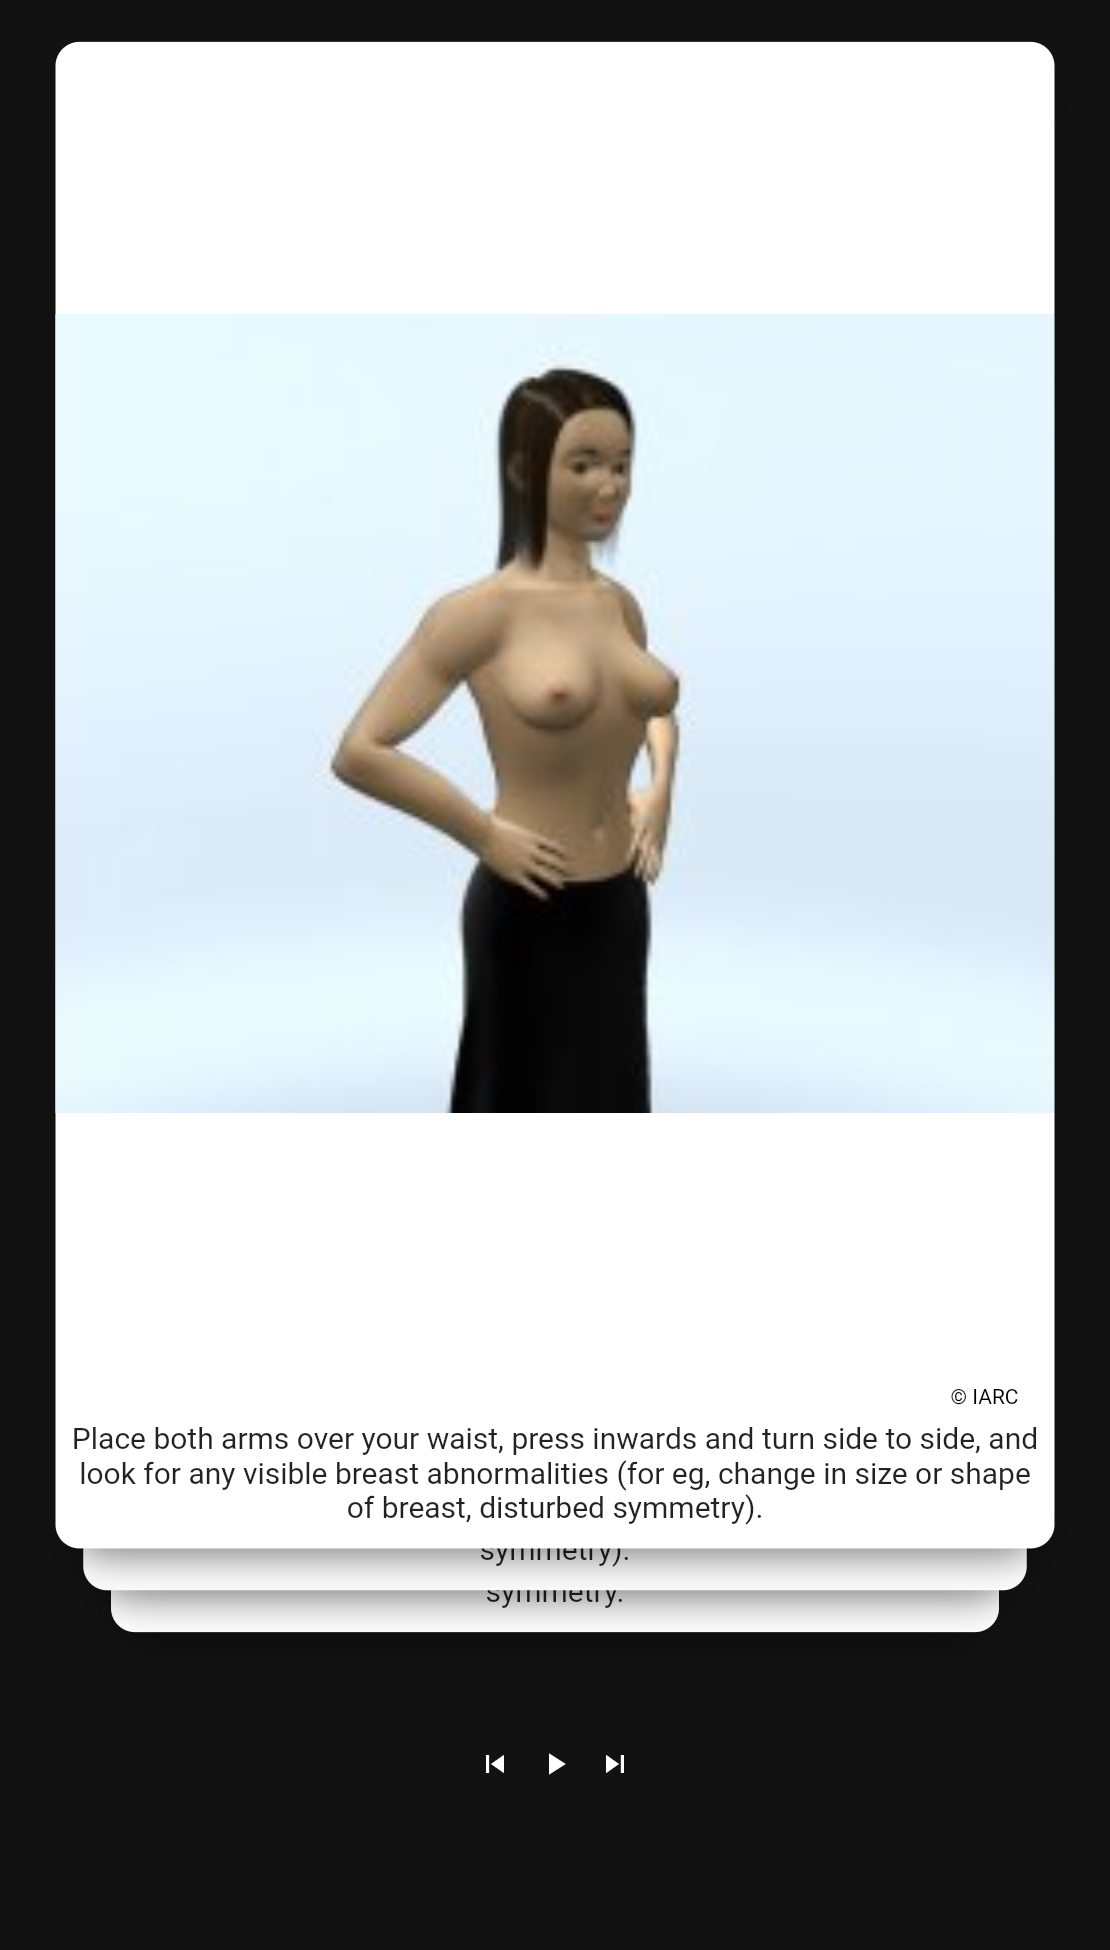 © IARC
Place both arms over your waist, press inwards and turn side to side, and
look for any visible breast abnormalities (for eg, change in size or shape
of breast, disturbed symmetry).
symmetry).
symmetry.